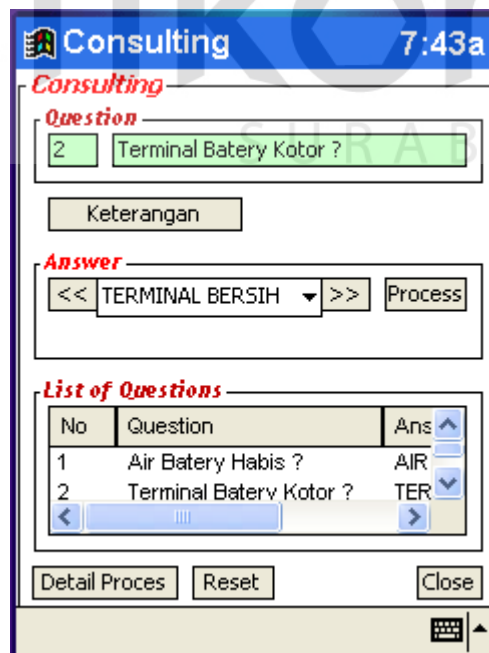 Consulting 7:43a
Consulting
Question
2 Terminal Batery Kotor ?
SURAB
Keterangan
Answer
<< TERMINAL BERSIH >> Process
List of Questions
No Question Ans
1 Air Batery Habis ? AIR
2 Terminal Batery Kotor ? TER
Detail Proces Reset Close